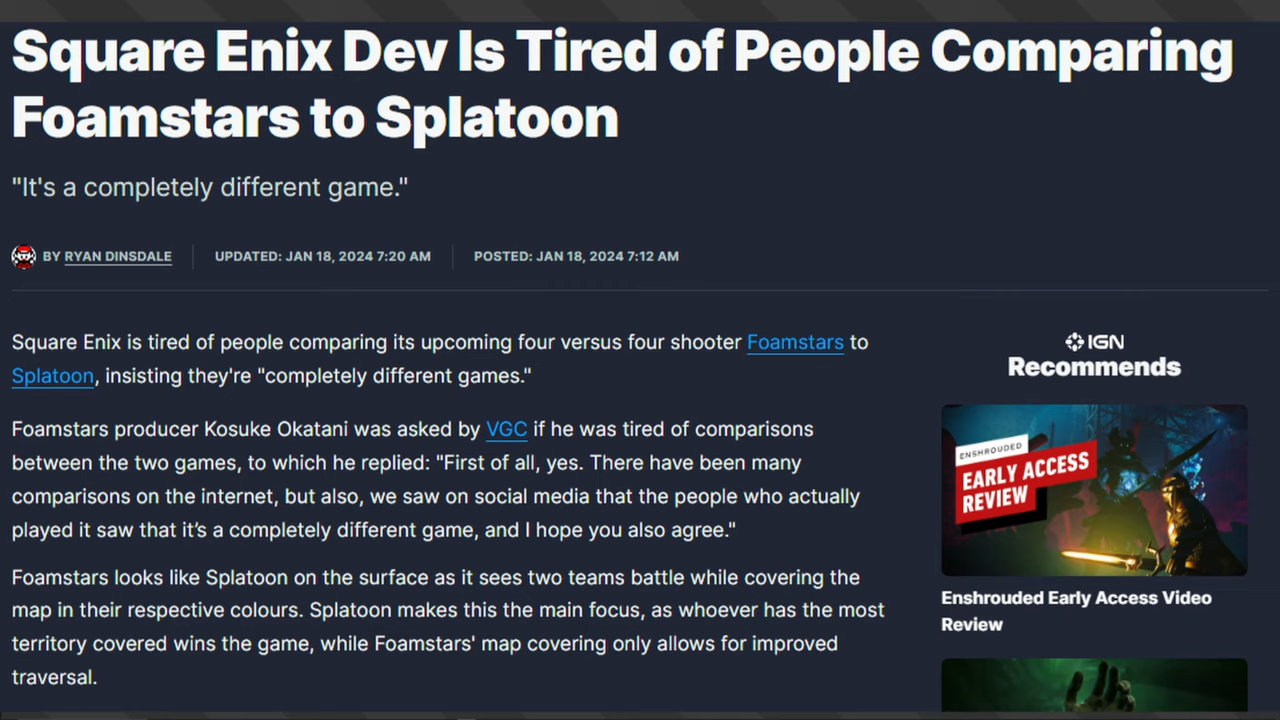 Square Enix Dev Is Tired of People Comparing
Foamstars to Splatoon
"It's a completely different game."
BY RYAN DINSDALE UPDATED: JAN 18, 2024 7:20 AM POSTED: JAN 18, 2024 7:12 AM
Square Enix is tired of people comparing its upcoming four versus four shooter Foamstars to
Splatoon, insisting they're "completely different games."
Foamstars producer Kosuke Okatani was asked by VGC if he was tired of comparisons
between the two games, to which he replied: "First of all, yes. There have been many
comparisons on the internet, but also, we saw on social media that the people who actually
played it saw that it’s a completely different game, and I hope you also agree."
Foamstars looks like Splatoon on the surface as it sees two teams battle while covering the
map in their respective colours. Splatoon makes this the main focus, as whoever has the most
territory covered wins the game, while Foamstars' map covering only allows for improved
traversal.
IGN
Recommends
ENSHROUDED
EARLY ACCESS
REVIEW
Enshrouded Early Access Video
Review